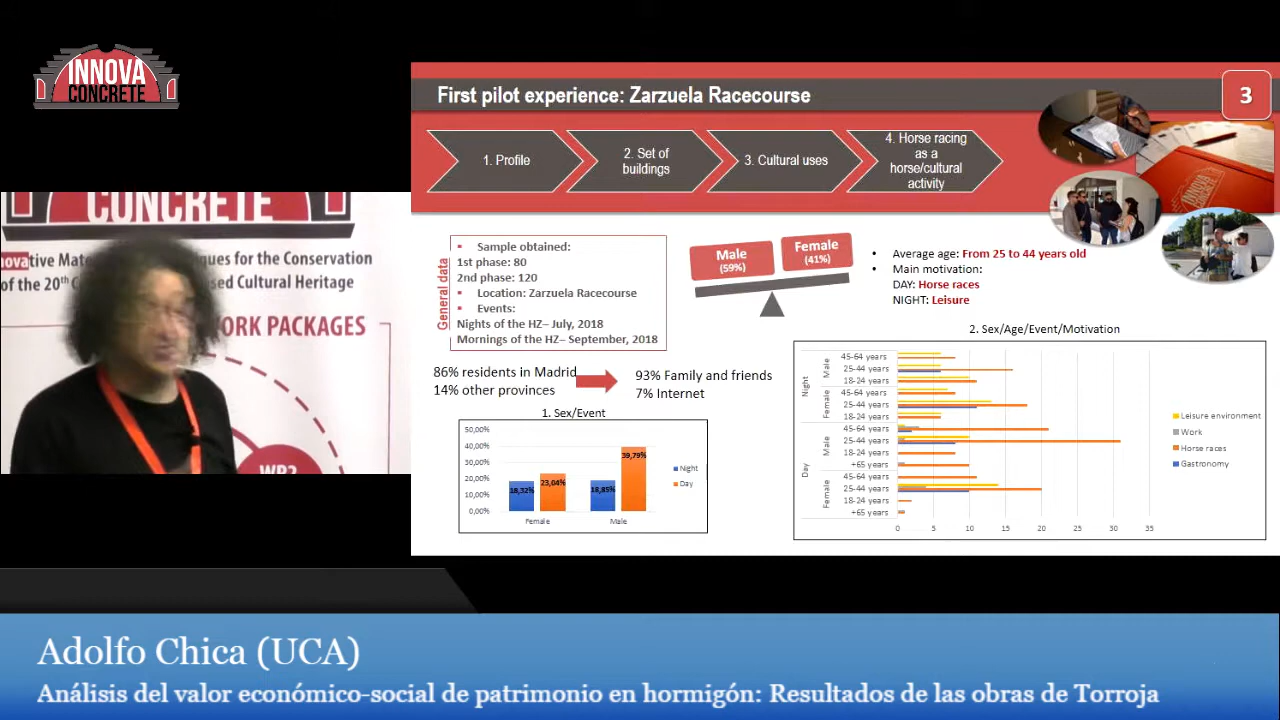 INNOVA
CONCRETE
First pilot experience: Zarzuela Racecourse
3
1. Profile
2. Set of
buildings
3. Cultural uses
4. Horse racing
as a
horse/cultural
activity
CONCRETE
General data
▪ Sample obtained:
1st phase: 80
2nd phase: 120
▪ Location: Zarzuela Racecourse
▪ Events:
Nights of the HZ– July, 2018
Mornings of the HZ– September, 2018
Male
(59%)
Female
(41%)
• Average age: From 25 to 44 years old
• Main motivation:
DAY: Horse races
NIGHT: Leisure
for the Conservation
Cultural Heritage
PACKAGES
WP2
86% residents in Madrid
14% other provinces
93% Family and friends
7% Internet
1. Sex/Event
50,00%
40,00%
30,00%
20,00%
10,00%
0,00%
18,32%
23,04%
18,85%
39,79%
Female
Male
Night
Day
2. Sex/Age/Event/Motivation
Night
Male
45-64 years
25-44 years
18-24 years
Female
45-64 years
25-44 years
18-24 years
Day
Male
45-64 years
25-44 years
18-24 years
+65 years
Female
45-64 years
25-44 years
18-24 years
+65 years
0 5 10 15 20 25 30 35
Leisure environment
Work
Horse races
Gastronomy
Adolfo Chica (UCA)
Análisis del valor económico-social de patrimonio en hormigón: Resultados de las obras de Torroja